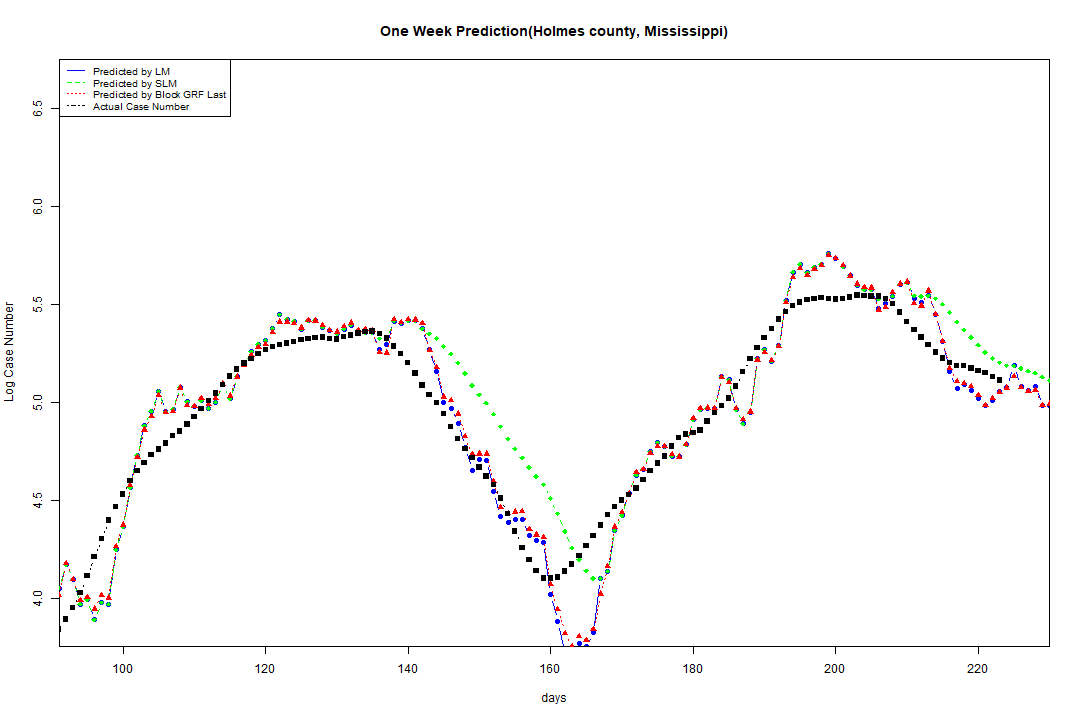 One Week Prediction(Holmes county, Mississippi)
Predicted by LM
Predicted by SLM
Predicted by Block GRF Last
Actual Case Number
6.5
6.0
5.5
5.0
4.5
4.0
Log Case Number
100 120 140 160 180 200 220
days